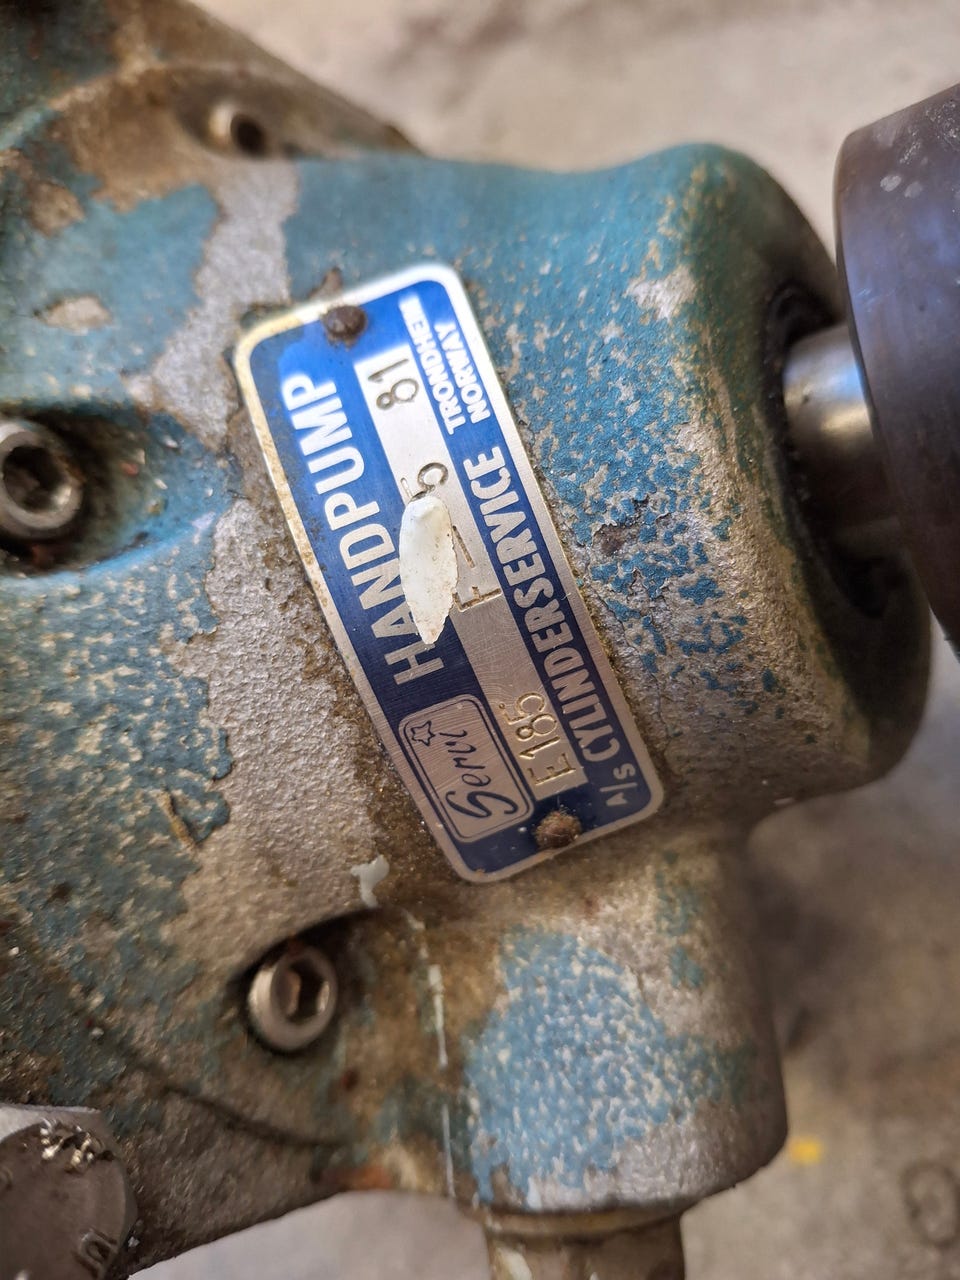 Servi HANDPUMP
E185 81
A/S CYLINDERSERVICE TRONDHEIM
NORWAY